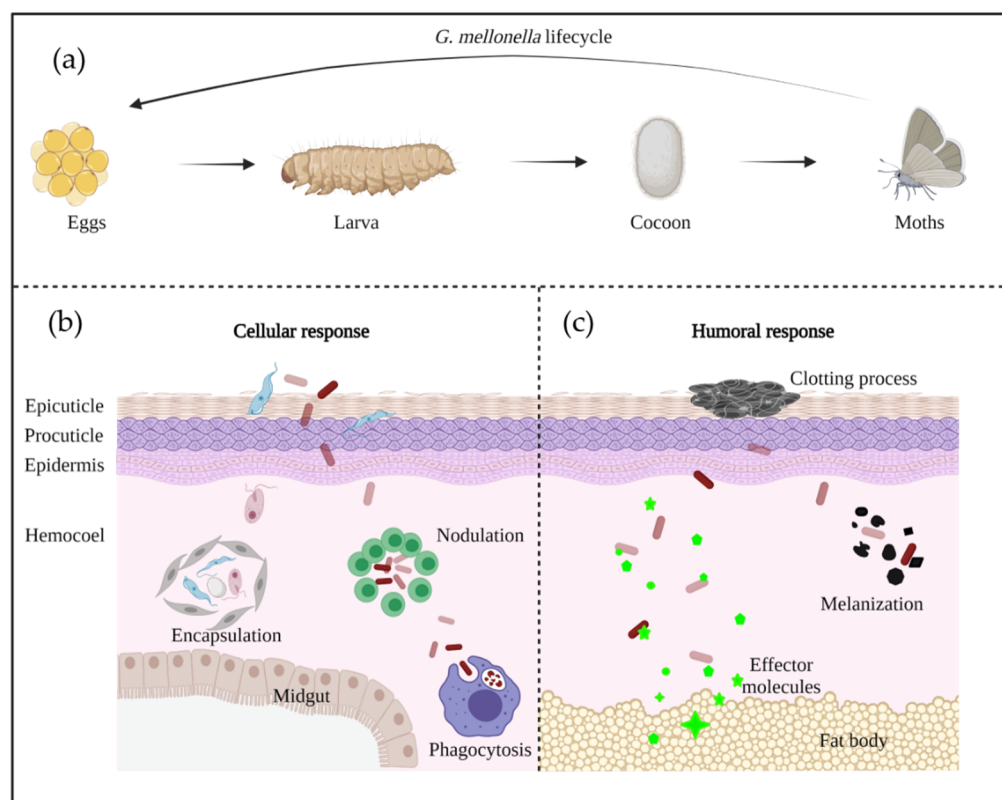 G. mellonella lifecycle
(a)
Eggs
Larva
Cocoon
Moths
(b)
Cellular response
Epicuticle
Procuticle
Epidermis
Hemocoel
Nodulation
Encapsulation
Midgut
Phagocytosis
(c)
Humoral response
Clotting process
Melanization
Effector
molecules
Fat body